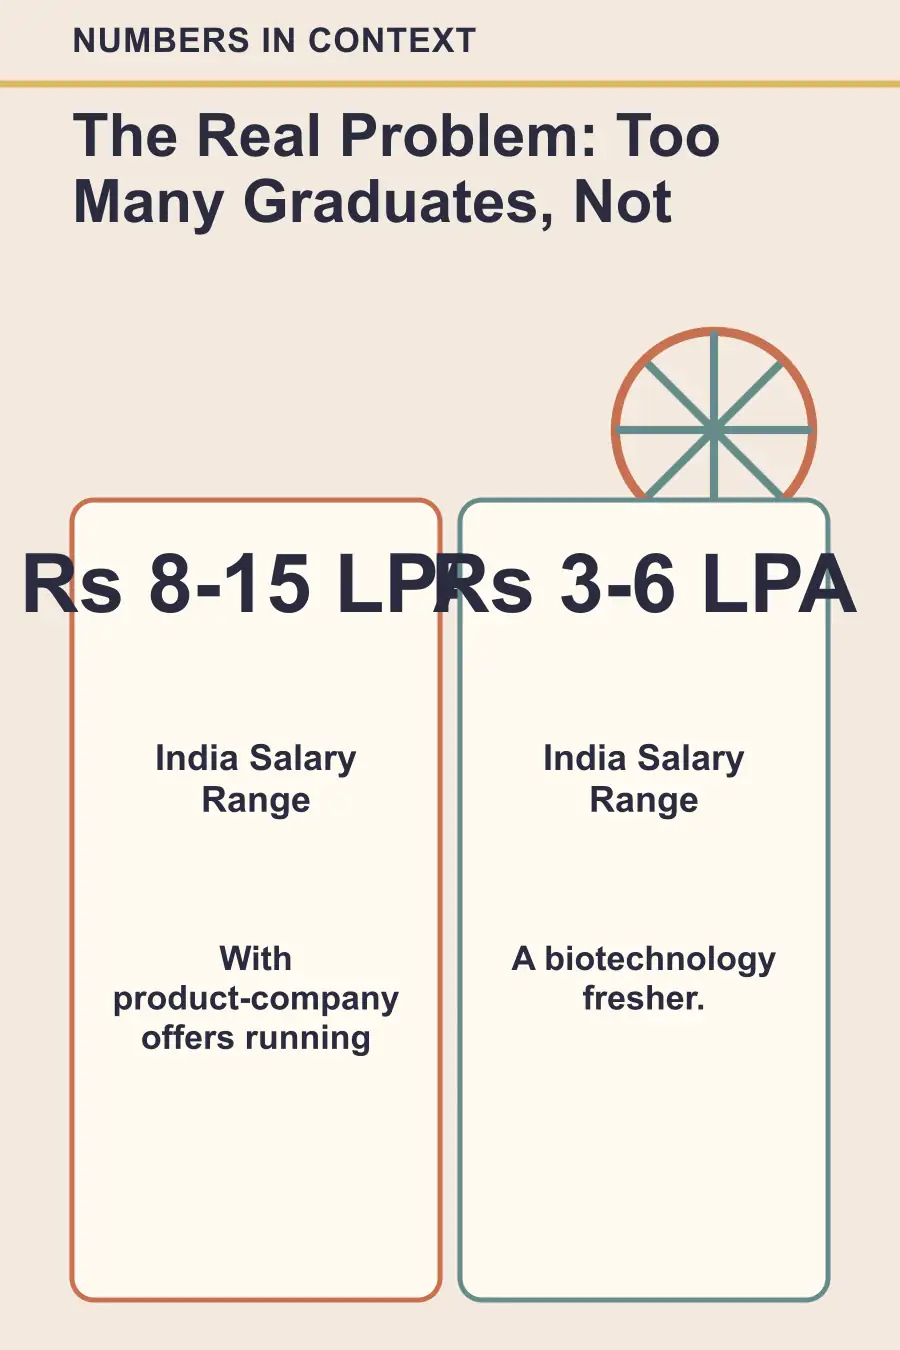 NUMBERS IN CONTEXT
The Real Problem: Too
Many Graduates, Not
Rs 8-15 LPA
Rs 3-6 LPA
India Salary
Range
India Salary
Range
With
product-company
offers running
A biotechnology
fresher.